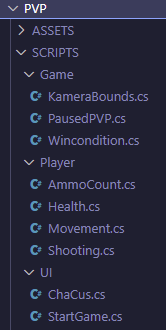 PVP
ASSETS
SCRIPTS
Game
C# KameraBounds.cs
C# PausedPVP.cs
C# Wincondition.cs
Player
C# AmmoCount.cs
C# Health.cs
C# Movement.cs
C# Shooting.cs
UI
C# ChaCus.cs
C# StartGame.cs